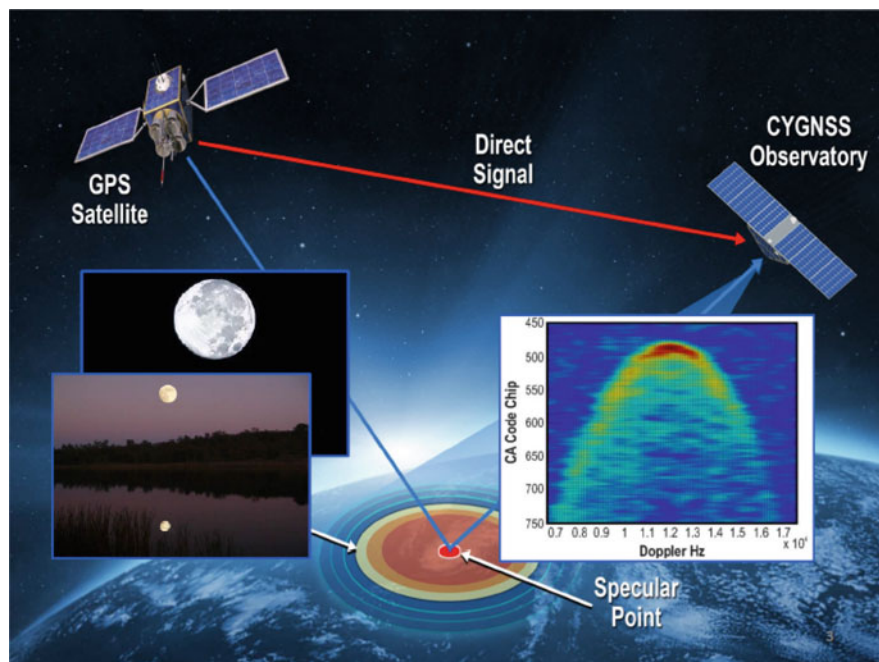 GPS
Satellite
Direct
Signal
CYGNSS
Observatory
CA Code Chip
450
500
550
600
650
700
750
0.7 0.8 0.9 1 1.1 1.2 1.3 1.4 1.5 1.6 1.7
x 10⁴
Doppler Hz
Specular
Point
3